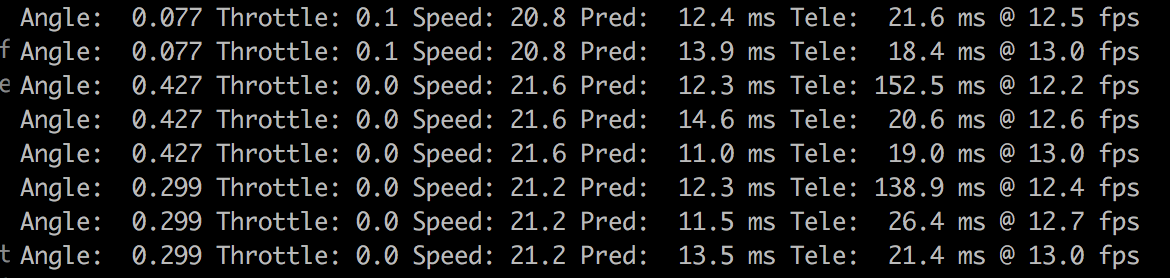 Angle:  0.077 Throttle: 0.1 Speed: 20.8 Pred:  12.4 ms Tele:  21.6 ms @ 12.5 fps
f Angle:  0.077 Throttle: 0.1 Speed: 20.8 Pred:  13.9 ms Tele:  18.4 ms @ 13.0 fps
e Angle:  0.427 Throttle: 0.0 Speed: 21.6 Pred:  12.3 ms Tele: 152.5 ms @ 12.2 fps
Angle:  0.427 Throttle: 0.0 Speed: 21.6 Pred:  14.6 ms Tele:  20.6 ms @ 12.6 fps
Angle:  0.427 Throttle: 0.0 Speed: 21.6 Pred:  11.0 ms Tele:  19.0 ms @ 13.0 fps
Angle:  0.299 Throttle: 0.0 Speed: 21.2 Pred:  12.3 ms Tele: 138.9 ms @ 12.4 fps
Angle:  0.299 Throttle: 0.0 Speed: 21.2 Pred:  11.5 ms Tele:  26.4 ms @ 12.7 fps
t Angle:  0.299 Throttle: 0.0 Speed: 21.2 Pred:  13.5 ms Tele:  21.4 ms @ 13.0 fps